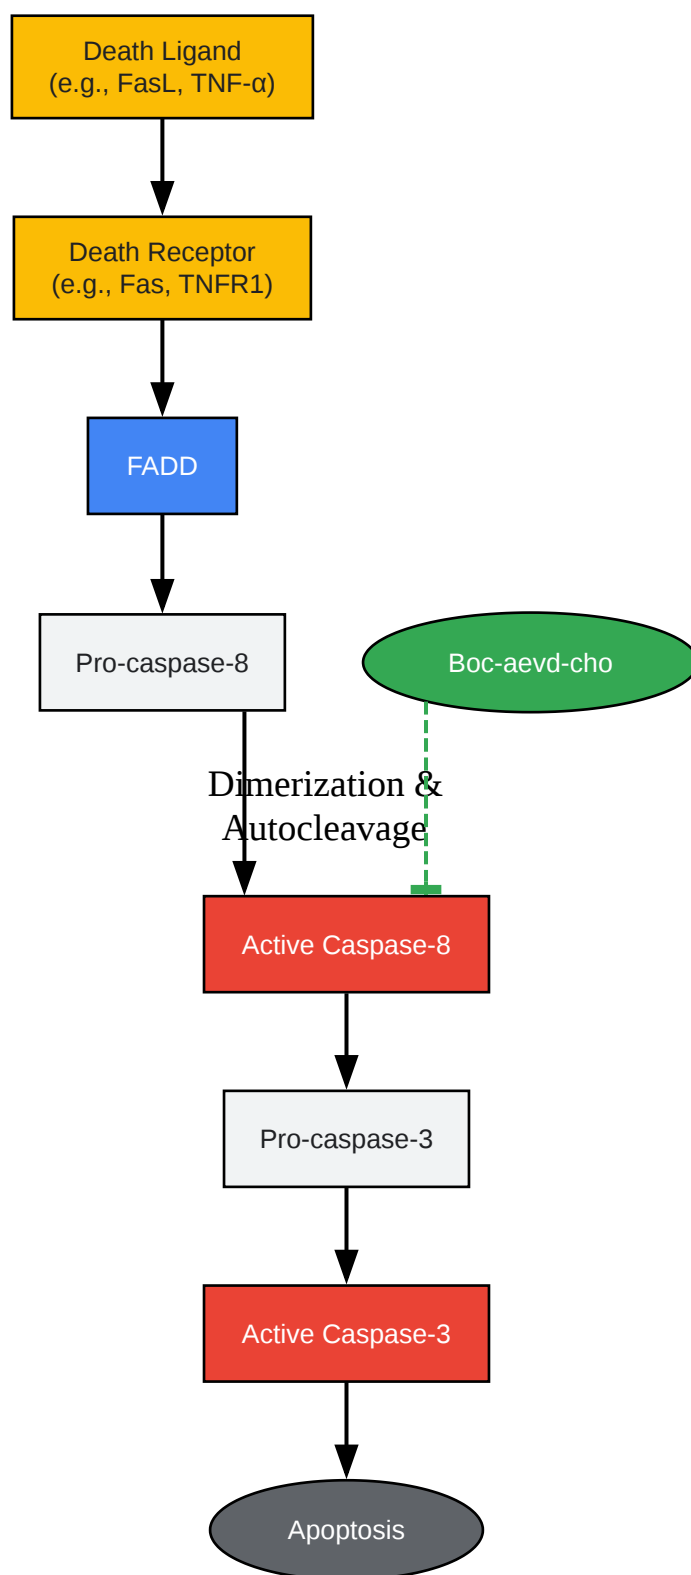 Death Ligand
(e.g., FasL, TNF-α)
Death Receptor
(e.g., Fas, TNFR1)
FADD
Pro-caspase-8
Boc-aevd-cho
Dimerization &
Autocleavage
Active Caspase-8
Pro-caspase-3
Active Caspase-3
Apoptosis